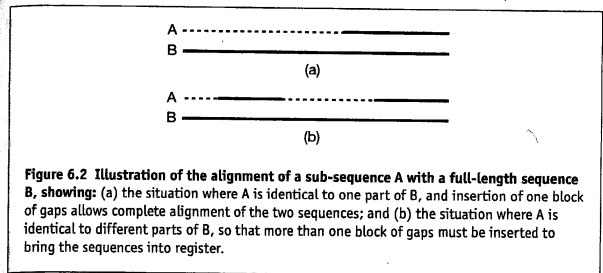 A
B
(a)
A
B
(b)
Figure 6.2 Illustration of the alignment of a sub-sequence A with a full-length sequence
B, showing: (a) the situation where A is identical to one part of B, and insertion of one block
of gaps allows complete alignment of the two sequences; and (b) the situation where A is
identical to different parts of B, so that more than one block of gaps must be inserted to
bring the sequences into register.